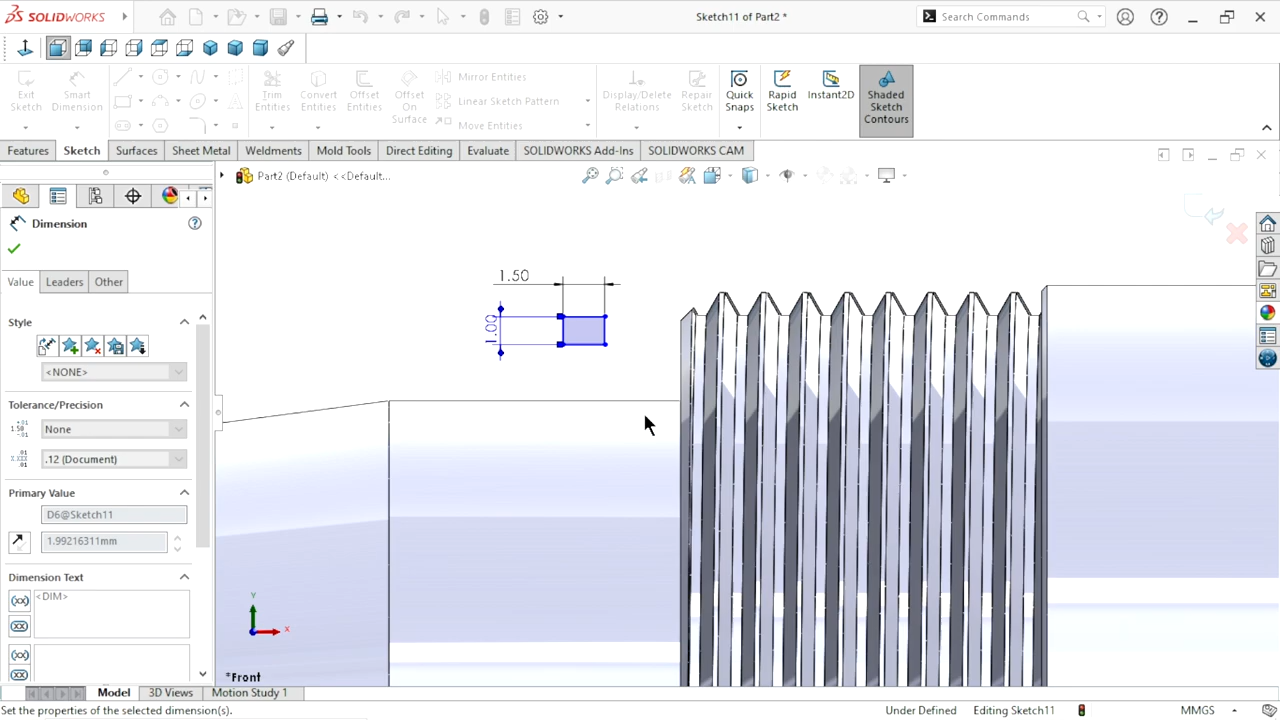 SOLIDWORKS
Sketch11 of Part2 *
Search Commands
Exit Sketch
Smart Dimension
Trim Entities
Convert Entities
Offset Entities
Offset On Surface
Mirror Entities
Linear Sketch Pattern
Move Entities
Display/Delete Relations
Repair Sketch
Quick Snaps
Rapid Sketch
Instant2D
Shaded Sketch Contours
Features
Sketch
Surfaces
Sheet Metal
Weldments
Mold Tools
Direct Editing
Evaluate
SOLIDWORKS Add-Ins
SOLIDWORKS CAM
Part2 (Default) <<Default...
Dimension
Value
Leaders
Other
Style
<NONE>
Tolerance/Precision
None
.12 (Document)
Primary Value
D6@Sketch11
1.99216311mm
Dimension Text
<DIM>
1.50
1.00
Y
X
*Front
Model
3D Views
Motion Study 1
Set the properties of the selected dimension(s).
Under Defined
Editing Sketch11
MMGS